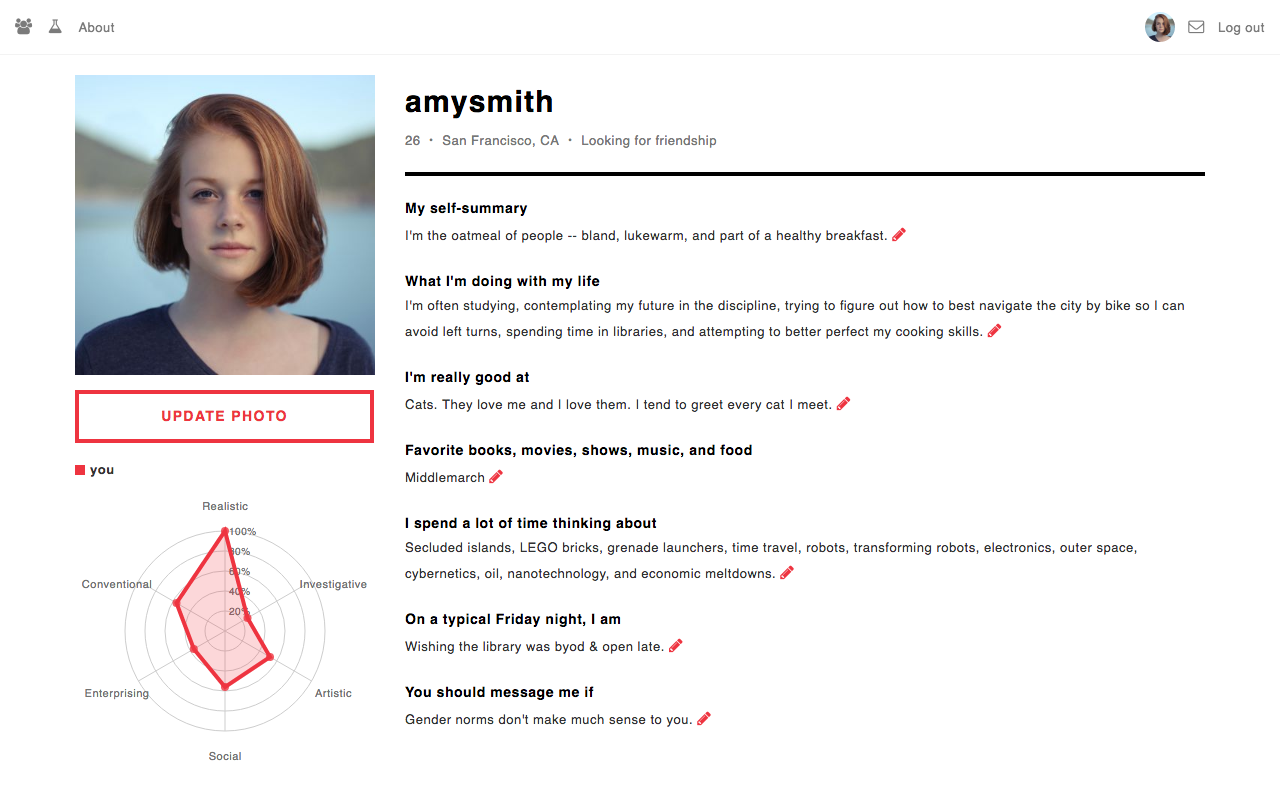 About
Log out
amysmith
26 · San Francisco, CA · Looking for friendship
My self-summary
I'm the oatmeal of people -- bland, lukewarm, and part of a healthy breakfast.
What I'm doing with my life
I'm often studying, contemplating my future in the discipline, trying to figure out how to best navigate the city by bike so I can
avoid left turns, spending time in libraries, and attempting to better perfect my cooking skills.
I'm really good at
Cats. They love me and I love them. I tend to greet every cat I meet.
Favorite books, movies, shows, music, and food
Middlemarch
I spend a lot of time thinking about
Secluded islands, LEGO bricks, grenade launchers, time travel, robots, transforming robots, electronics, outer space,
cybernetics, oil, nanotechnology, and economic meltdowns.
On a typical Friday night, I am
Wishing the library was byod & open late.
You should message me if
Gender norms don't make much sense to you.
UPDATE PHOTO
you
Realistic
100%
80%
60%
Conventional
Investigative
40%
20%
Enterprising
Artistic
Social